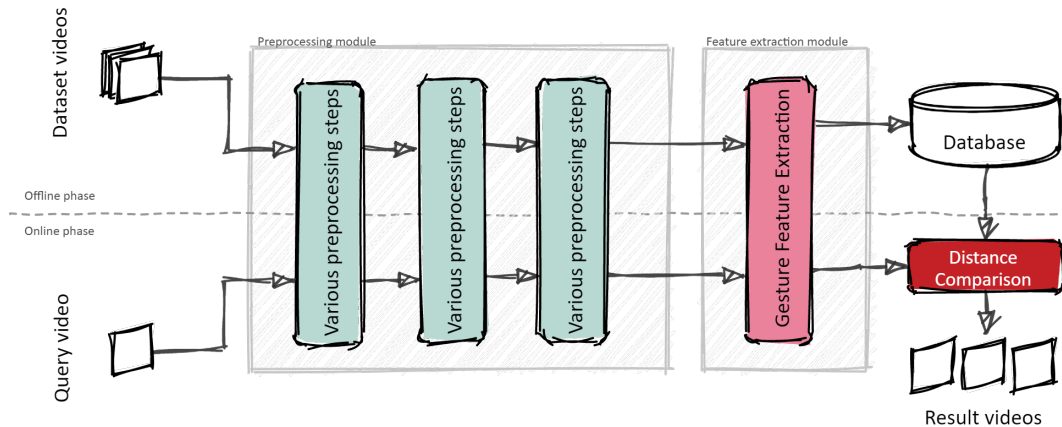 Dataset videos
Preprocessing module
Feature extraction module
Various preprocessing steps
Various preprocessing steps
Various preprocessing steps
Gesture Feature Extraction
Database
Offline phase
Online phase
Distance
Comparison
Query video
Result videos